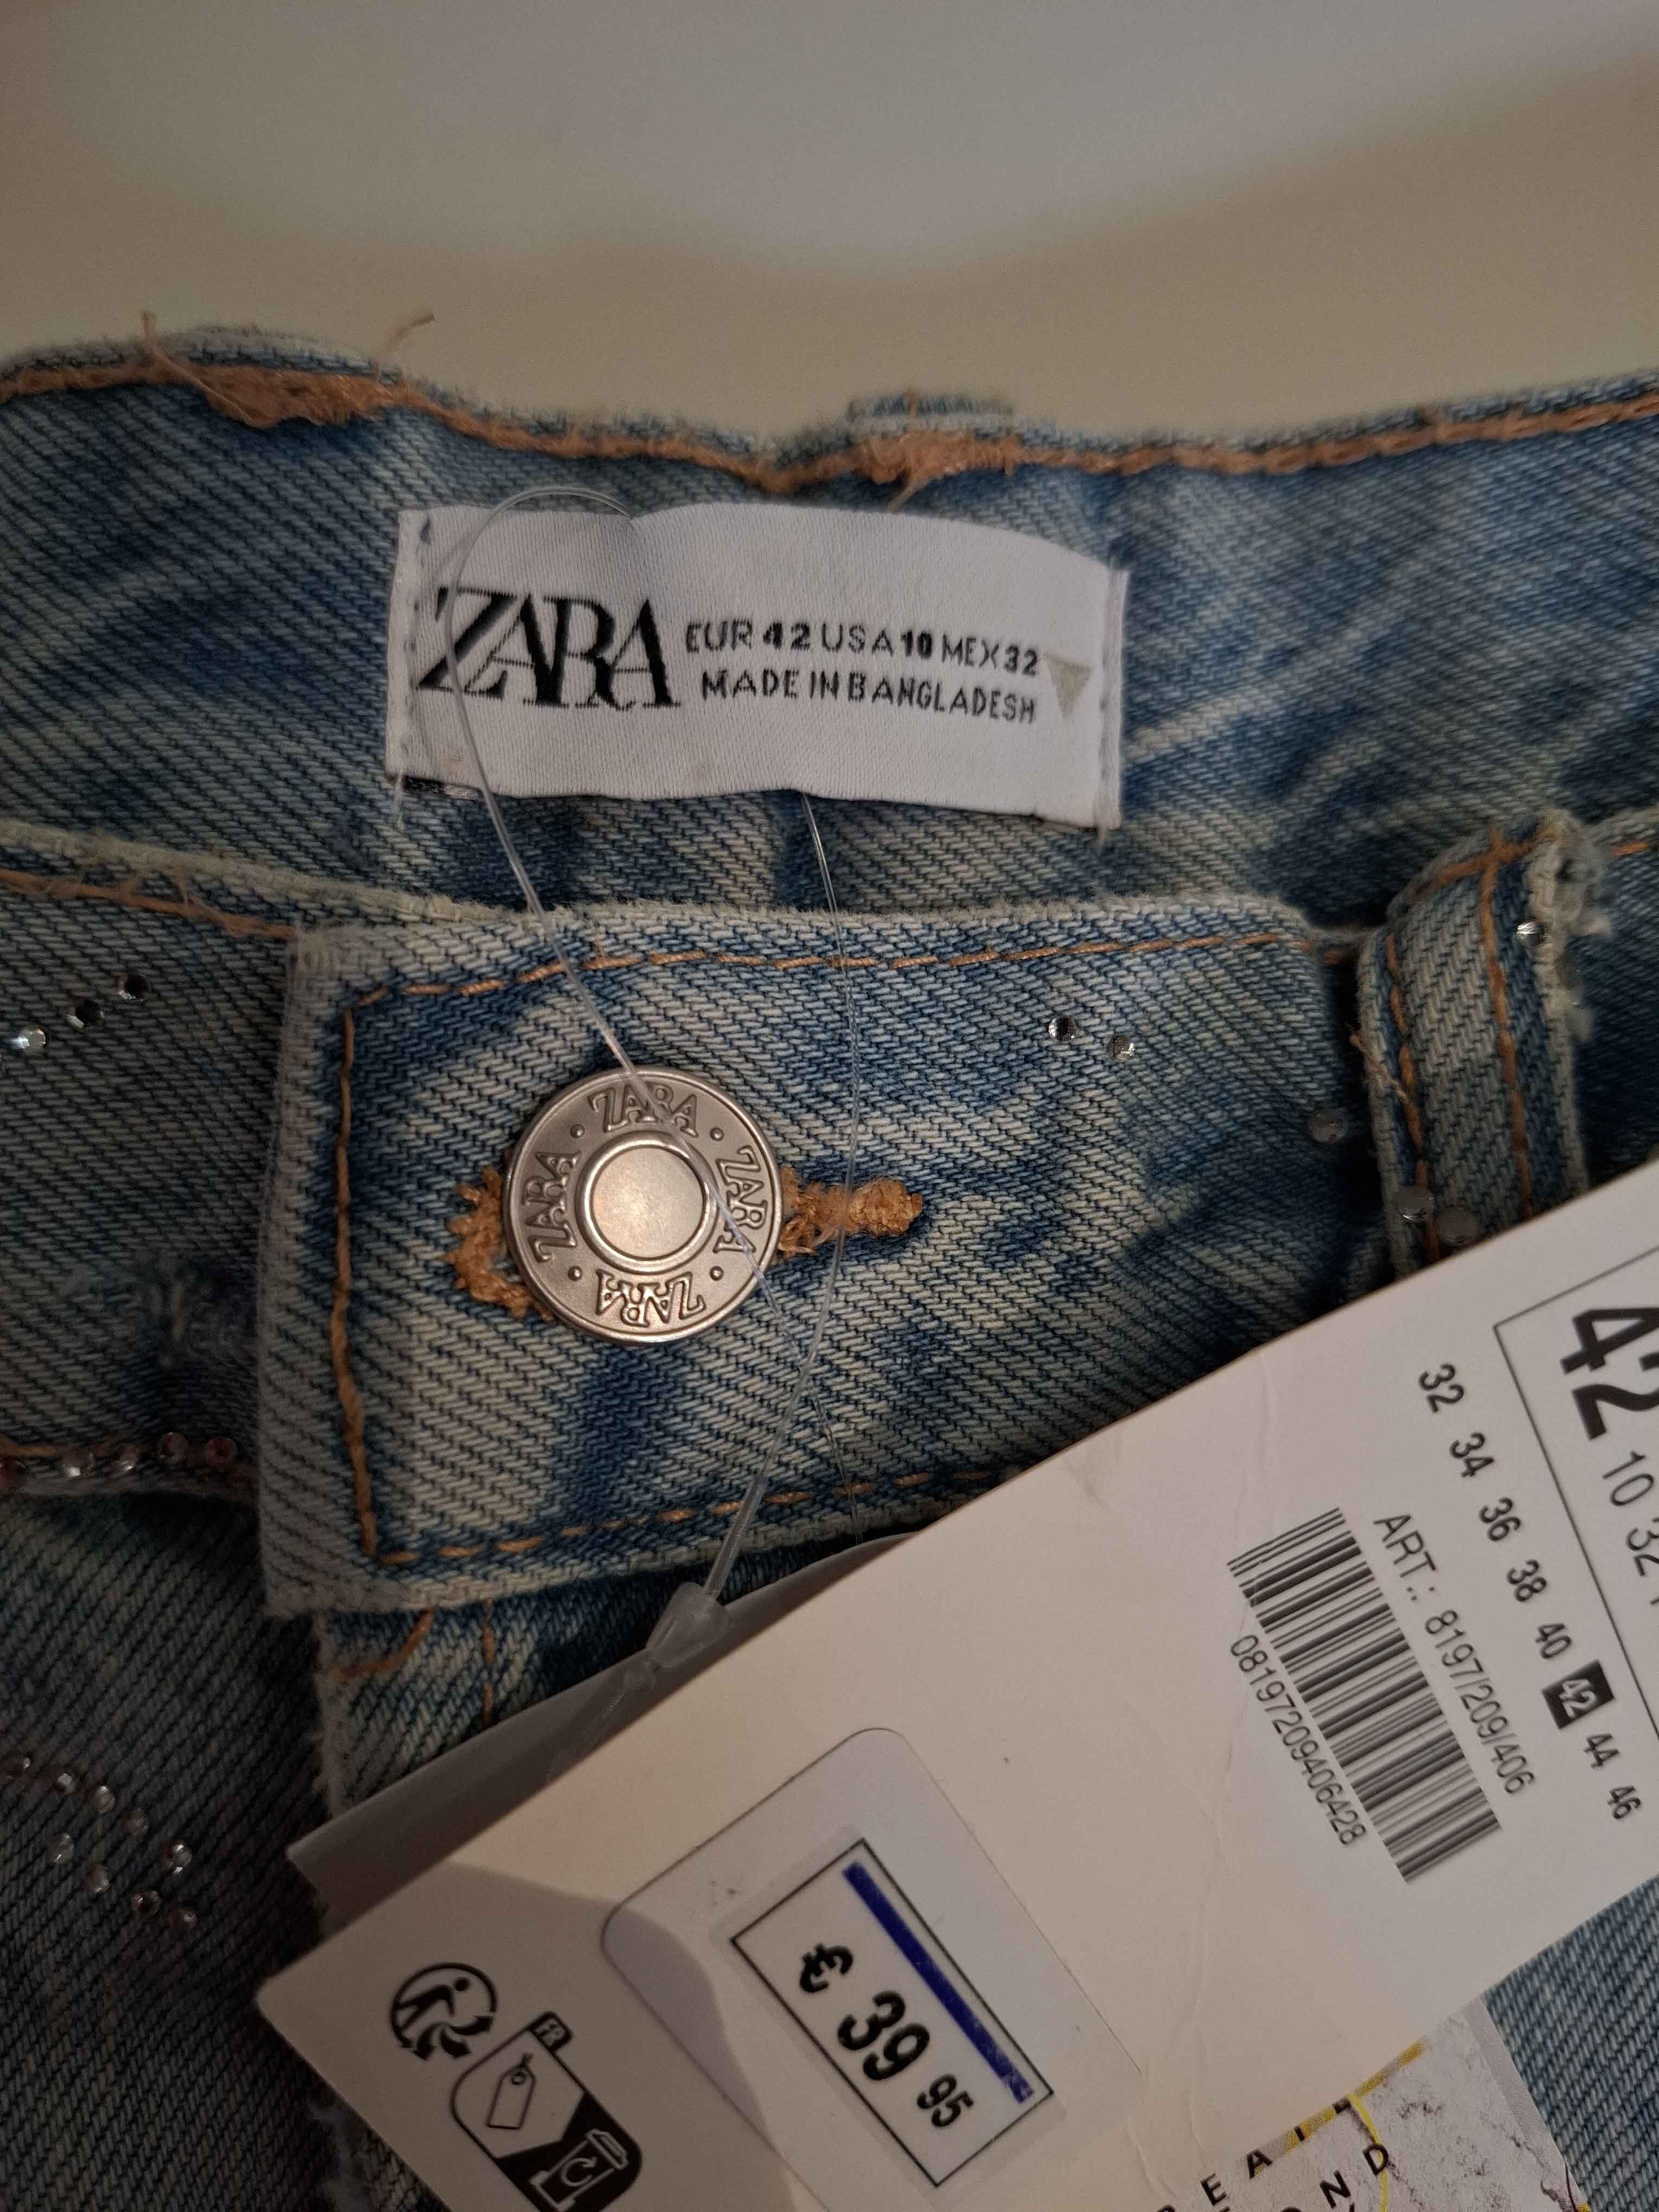 ZARA
EUR 42 USA 10 MEX 32
MADE IN BANGLADESH
ZARA · ZARA · ZARA · ZARA ·
42
10 32
32 34 36 38 40 42 44 46
ART.: 8197/209/406
08197209406428
€ 39 95
FR